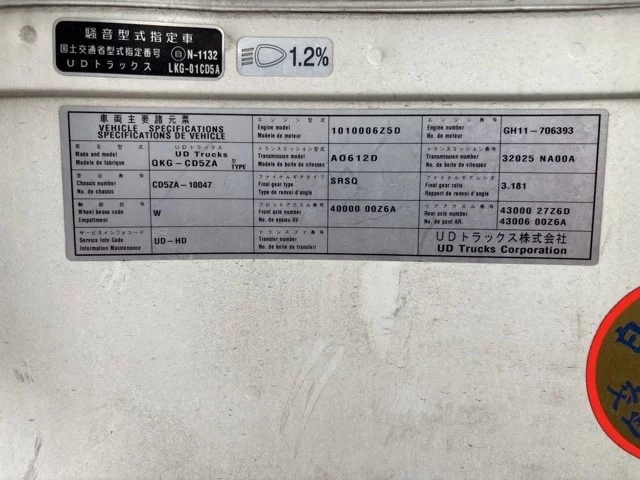 騒音型式指定車
国土交通省型式指定番号 自 N-1132
UDトラックス LKG-01CD5A
1.2%
車両主要諸元票
VEHICLE SPECIFICATIONS
SPECIFICATIONS DE VEHICLE
エンジン型式
Engine model
Modele de moteur
1010006Z5D
エンジン番号
Engine number
No. de moteur
GH11-706393
車名型式
Made and model
Modele de fabrique
UDトラックス
UD Trucks
QKG-CD5ZA 型 TYPE
トランスミッション型式
Transmission model
Modele de boite de vitesses
AO612D
トランスミッション番号
Transmission number
No. de boite de vitesses
32025 NA00A
車台番号
Chassis number
No. de chassis
CD5ZA-10047
ファイナルギヤタイプ
Final gear type
Type de renvoi d'angle
SRSQ
ファイナルギヤレシオ
Final gear ratio
Rapport de renvoi d'angle
3.181
軸距記号
Wheel basse code
Empattement
W
フロントアクスル番号
Front axle number
No. de essieu AV.
40000 00Z6A
リヤアクスル番号
Rear axle number
No. de pont AR.
43000 27Z6D
43006 00Z6A
サービスインフォコード
Service Info Code
Information Maintenance
UD-HD
トランスファ番号
Transfer number
No. de boite de transfert
UDトラックス株式会社
UD Trucks Corporation